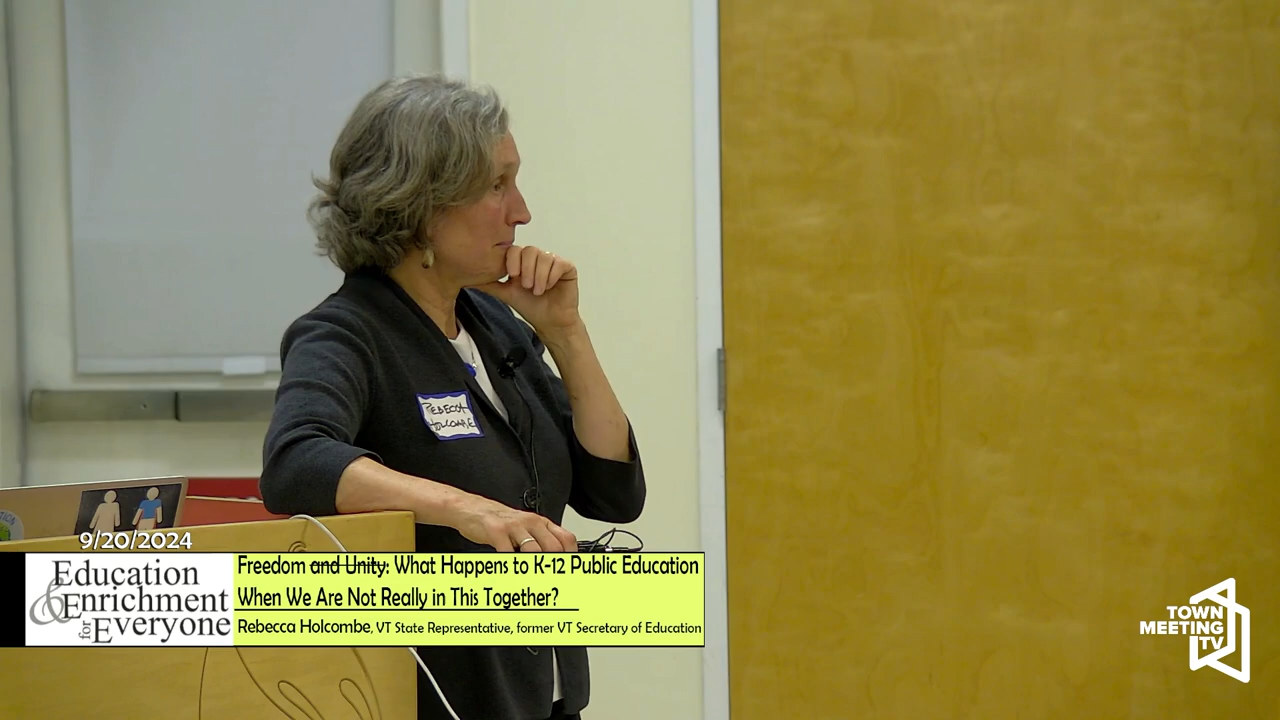 REBECCA
HOLCOMBE
9/20/2024
Education
& Enrichment
for Everyone
Freedom and Unity: What Happens to K-12 Public Education
When We Are Not Really in This Together?
Rebecca Holcombe, VT State Representative, former VT Secretary of Education
TOWN
MEETING
TV